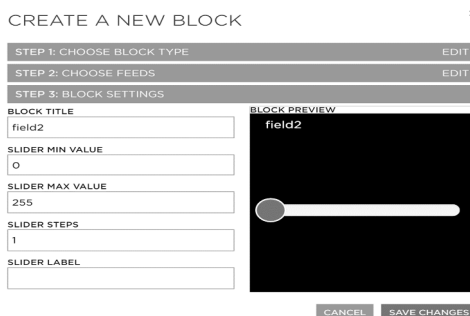 CREATE A NEW BLOCK
STEP 1: CHOOSE BLOCK TYPE EDIT
STEP 2: CHOOSE FEEDS EDIT
STEP 3: BLOCK SETTINGS
BLOCK TITLE
field2
SLIDER MIN VALUE
0
SLIDER MAX VALUE
255
SLIDER STEPS
1
SLIDER LABEL
BLOCK PREVIEW
field2
CANCEL SAVE CHANGES